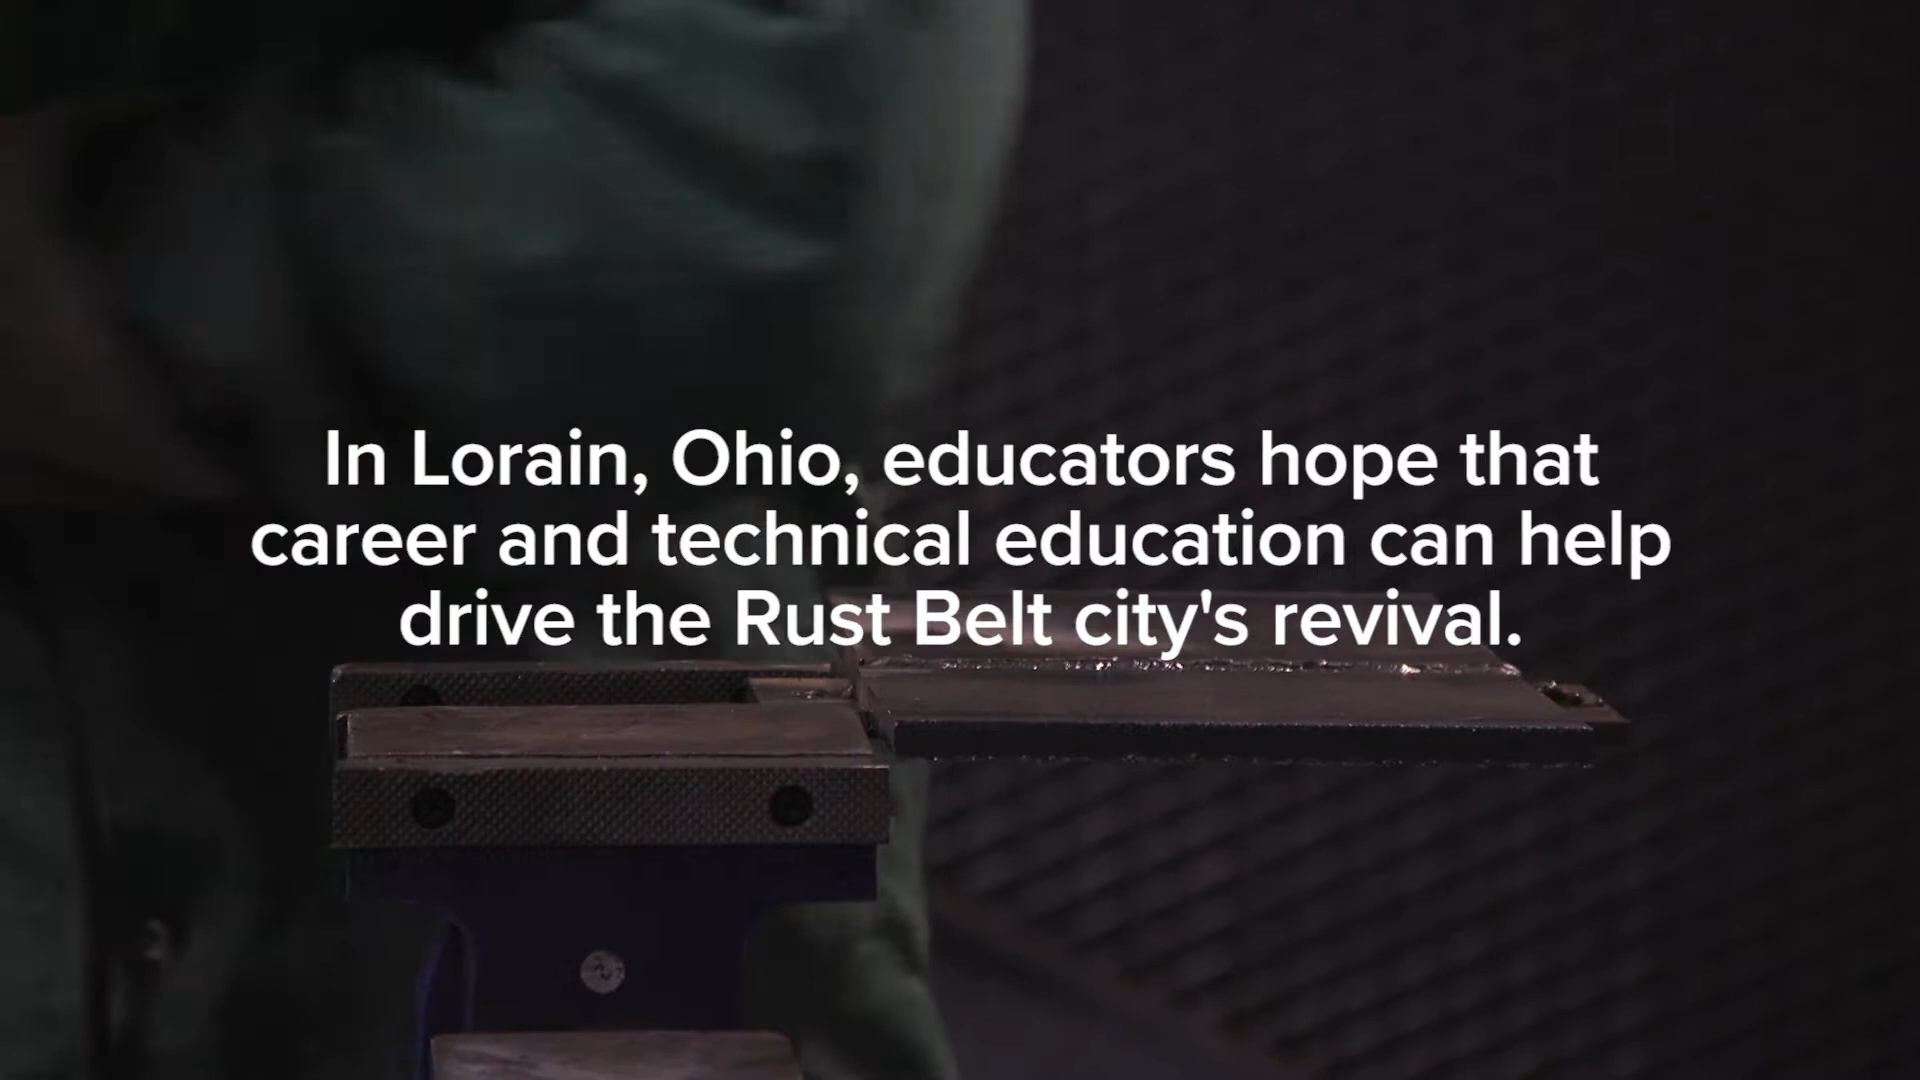 In Lorain, Ohio, educators hope that
career and technical education can help
drive the Rust Belt city's revival.